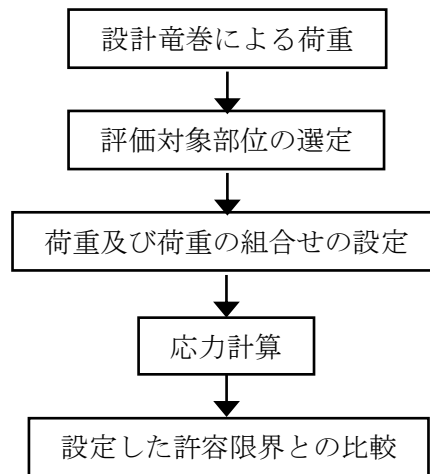 設計竜巻による荷重
評価対象部位の選定
荷重及び荷重の組合せの設定
応力計算
設定した許容限界との比較